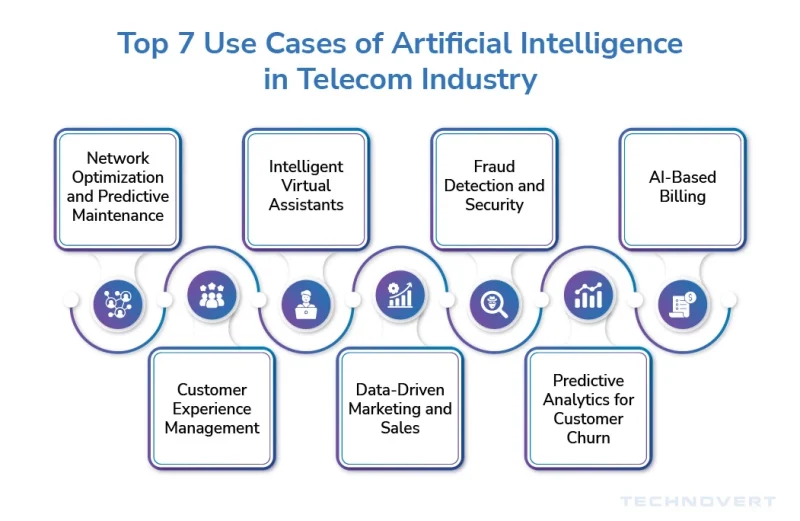 Top 7 Use Cases of Artificial Intelligence
in Telecom Industry
Network
Optimization
and Predictive
Maintenance
Customer
Experience
Management
Intelligent
Virtual
Assistants
Data-Driven
Marketing and
Sales
Fraud
Detection and
Security
Predictive
Analytics for
Customer
Churn
AI-Based
Billing
$
TECHNOVERT